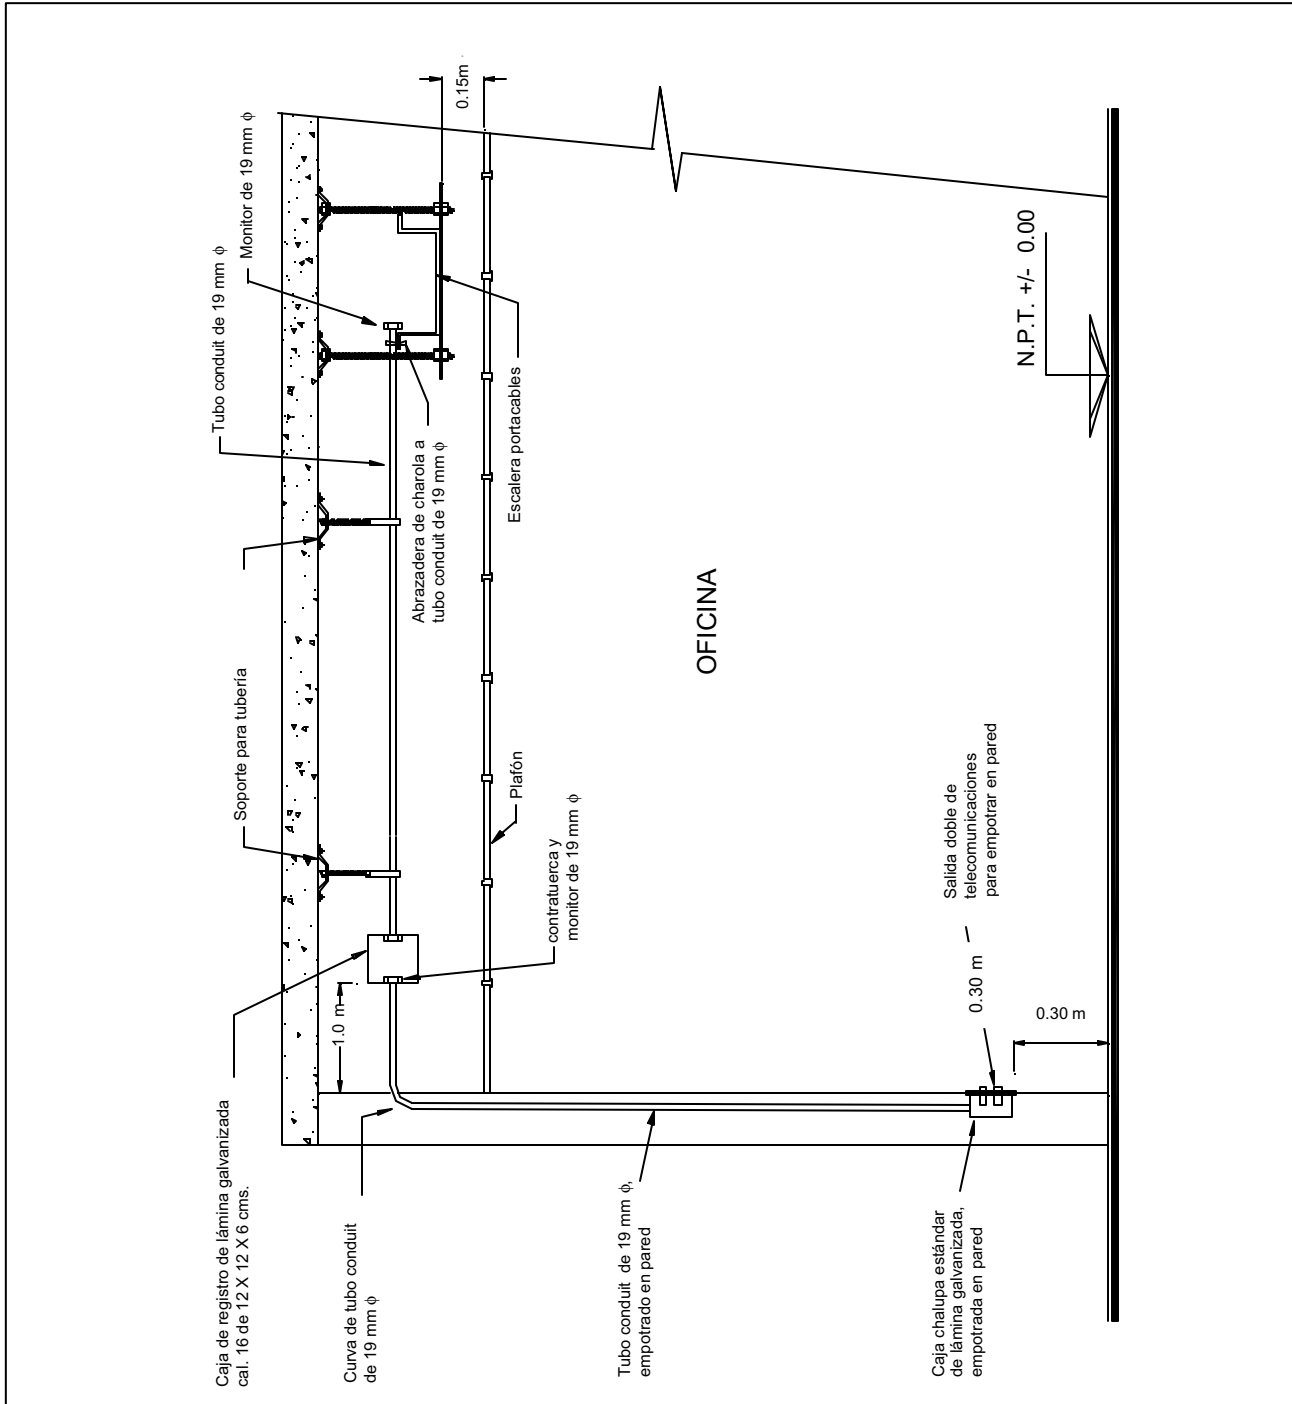 Caja de registro de lámina galvanizada
cal. 16 de 12 X 12 X 6 cms.
Soporte para tubería
Tubo conduit de 19 mm ϕ
Monitor de 19 mm ϕ
0.15m
1.0 m
Curva de tubo conduit
de 19 mm ϕ
Abrazadera de charola a
tubo conduit de 19 mm ϕ
Escalera portacables
Plafón
contratuerca y
monitor de 19 mm ϕ
Tubo conduit de 19 mm ϕ,
empotrado en pared
OFICINA
Salida doble de
telecomunicaciones
para empotrar en pared
0.30 m
0.30 m
Caja chalupa estándar
de lámina galvanizada,
empotrada en pared
N.P.T. +/- 0.00